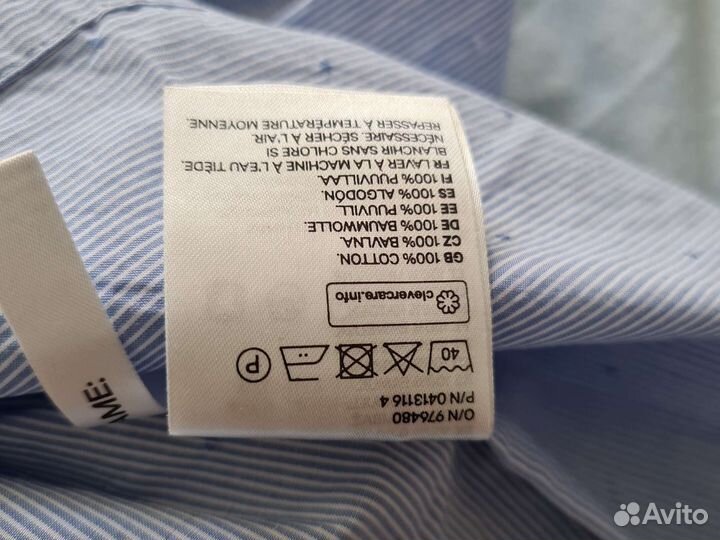 O/N 976480
P/N 0413116 4
40
P
clevercare.info
GB 100% COTTON.
CZ 100% BAVLNA.
DE 100% BAUMWOLLE.
EE 100% PUUVILL.
ES 100% ALGODÓN.
FI 100% PUUVILLAA.
FR LAVER À LA MACHINE À L'EAU TIÈDE.
BLANCHIR SANS CHLORE SI
NÉCESSAIRE. SÉCHER À L'AIR.
REPASSER À TEMPÉRATURE MOYENNE.
IME:
Avito